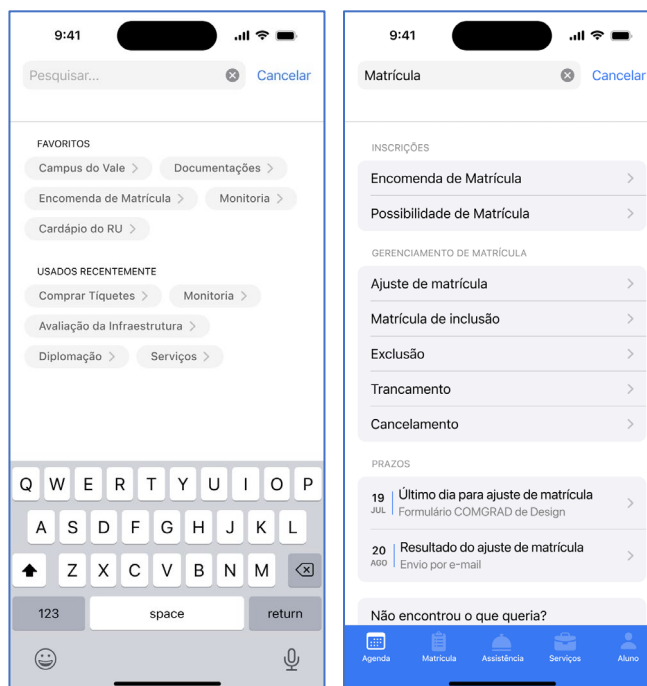 9:41
Pesquisar...
Cancelar
FAVORITOS
Campus do Vale
Documentações
Encomenda de Matrícula
Monitoria
Cardápio do RU
USADOS RECENTEMENTE
Comprar Tíquetes
Monitoria
Avaliação da Infraestrutura
Diplomação
Serviços
Q W E R T Y U I O P
A S D F G H J K L
Z X C V B N M
123 space return
9:41
Matrícula
Cancelar
INSCRIÇÕES
Encomenda de Matrícula
Possibilidade de Matrícula
GERENCIAMENTO DE MATRÍCULA
Ajuste de matrícula
Matrícula de inclusão
Exclusão
Trancamento
Cancelamento
PRAZOS
19 JUL
Último dia para ajuste de matrícula
Formulário COMGRAD de Design
20 AGO
Resultado do ajuste de matrícula
Envio por e-mail
Não encontrou o que queria?
Agenda Matrícula Assistência Serviços Aluno